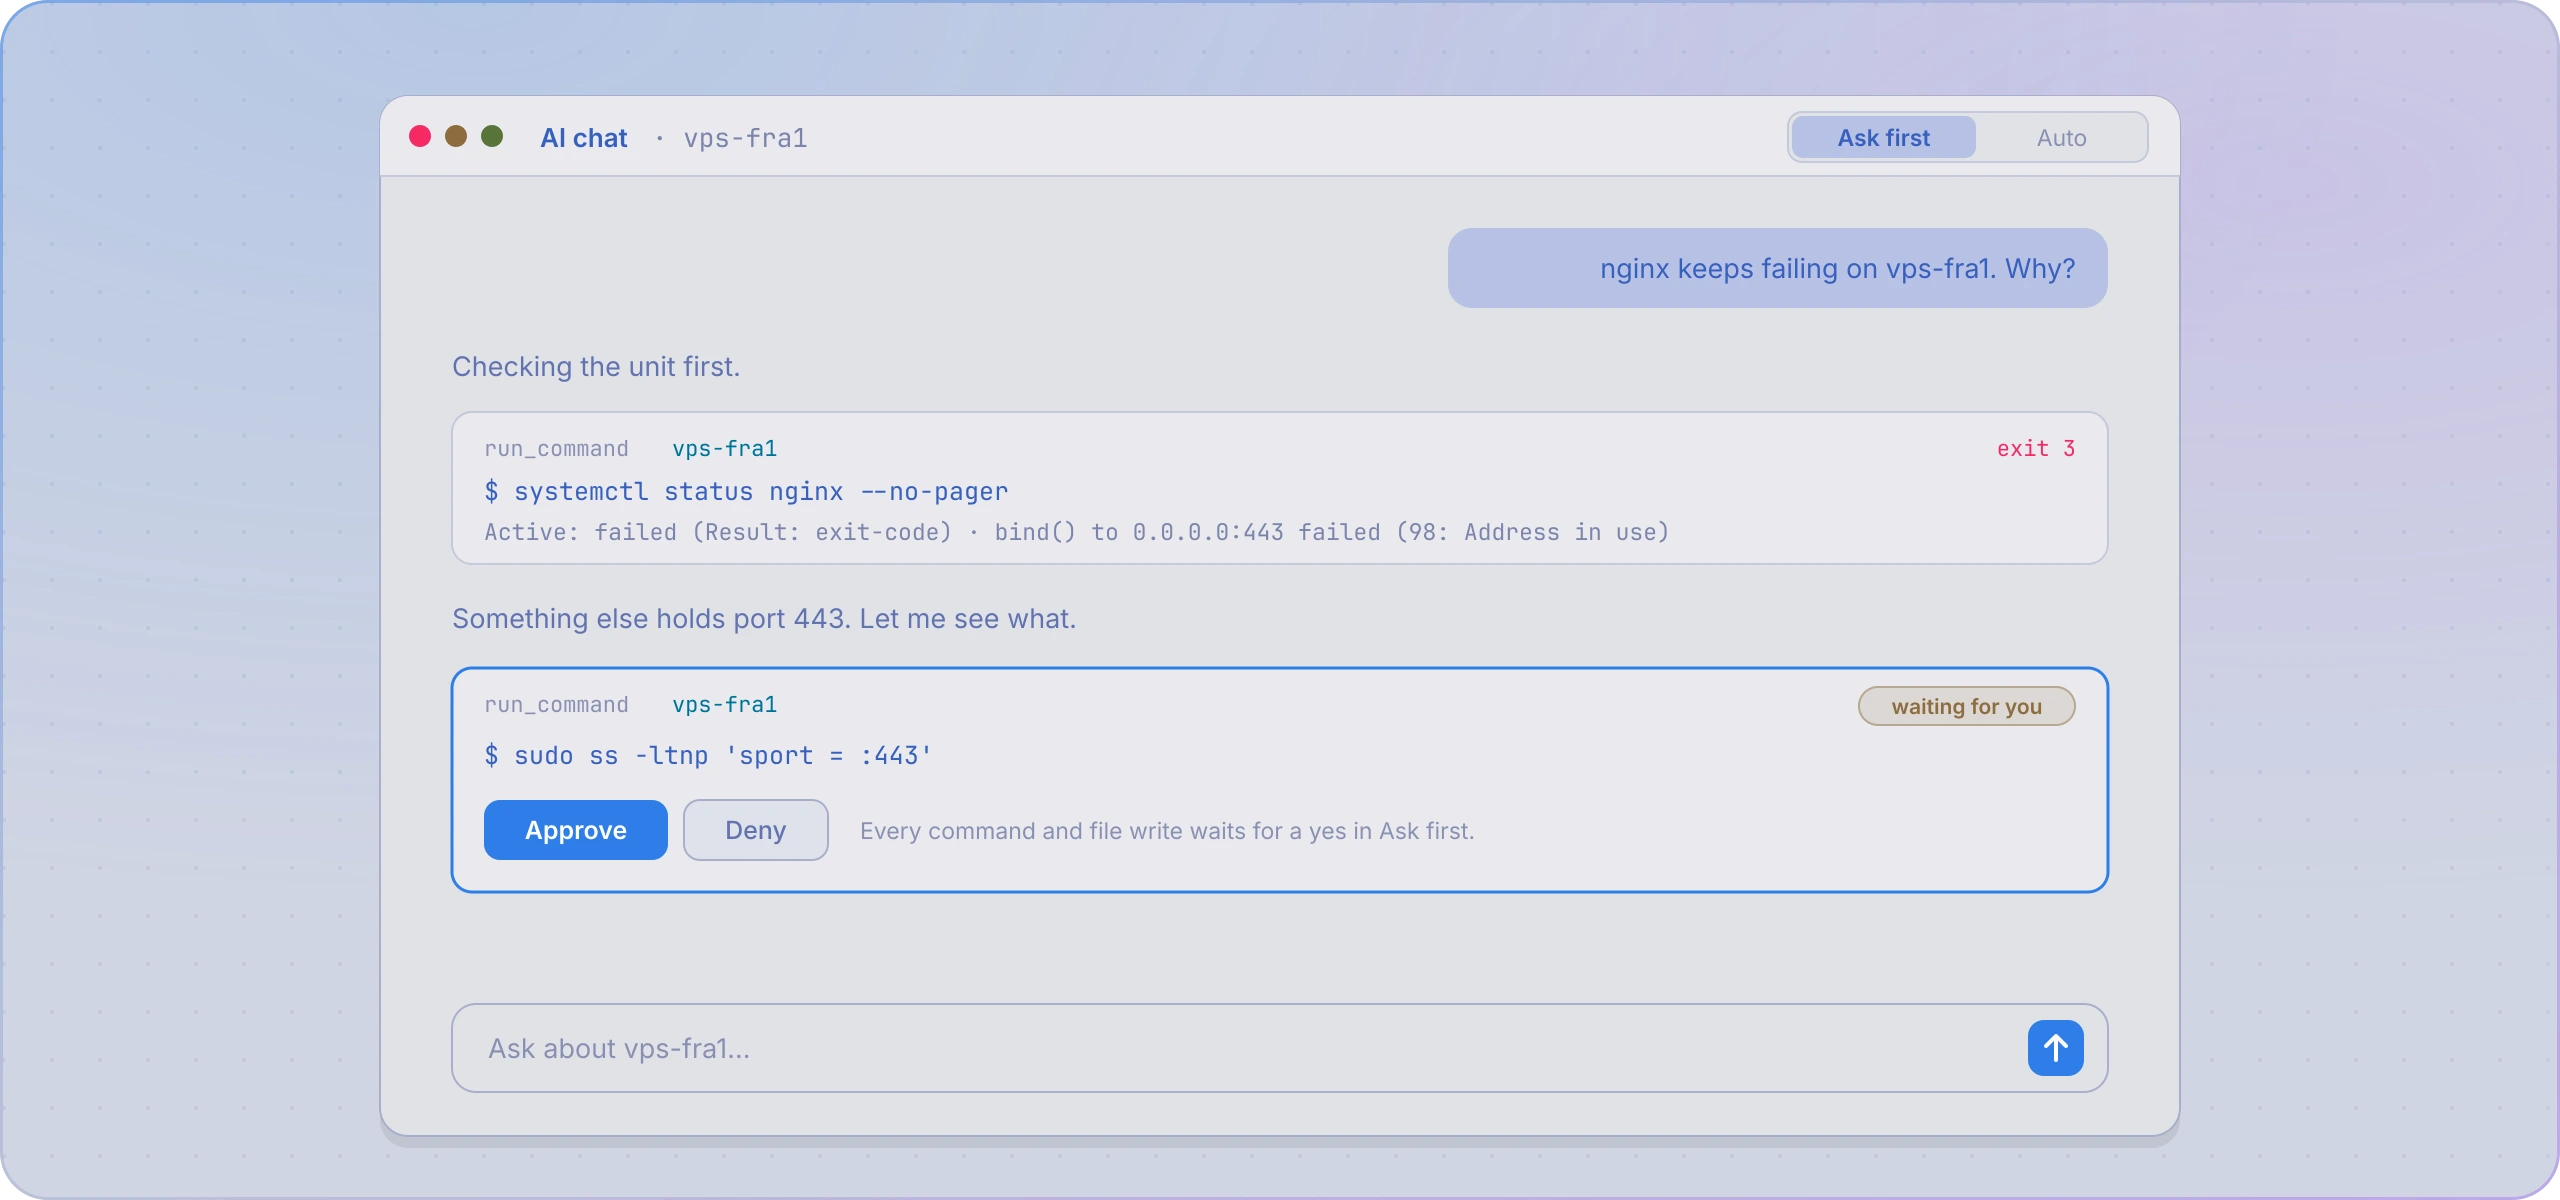 AI chat · vps-fra1
Ask first
Auto
nginx keeps failing on vps-fra1. Why?
Checking the unit first.
run_command vps-fra1
exit 3
$ systemctl status nginx --no-pager
Active: failed (Result: exit-code) · bind() to 0.0.0.0:443 failed (98: Address in use)
Something else holds port 443. Let me see what.
run_command vps-fra1
waiting for you
$ sudo ss -ltnp 'sport = :443'
Approve
Deny
Every command and file write waits for a yes in Ask first.
Ask about vps-fra1...